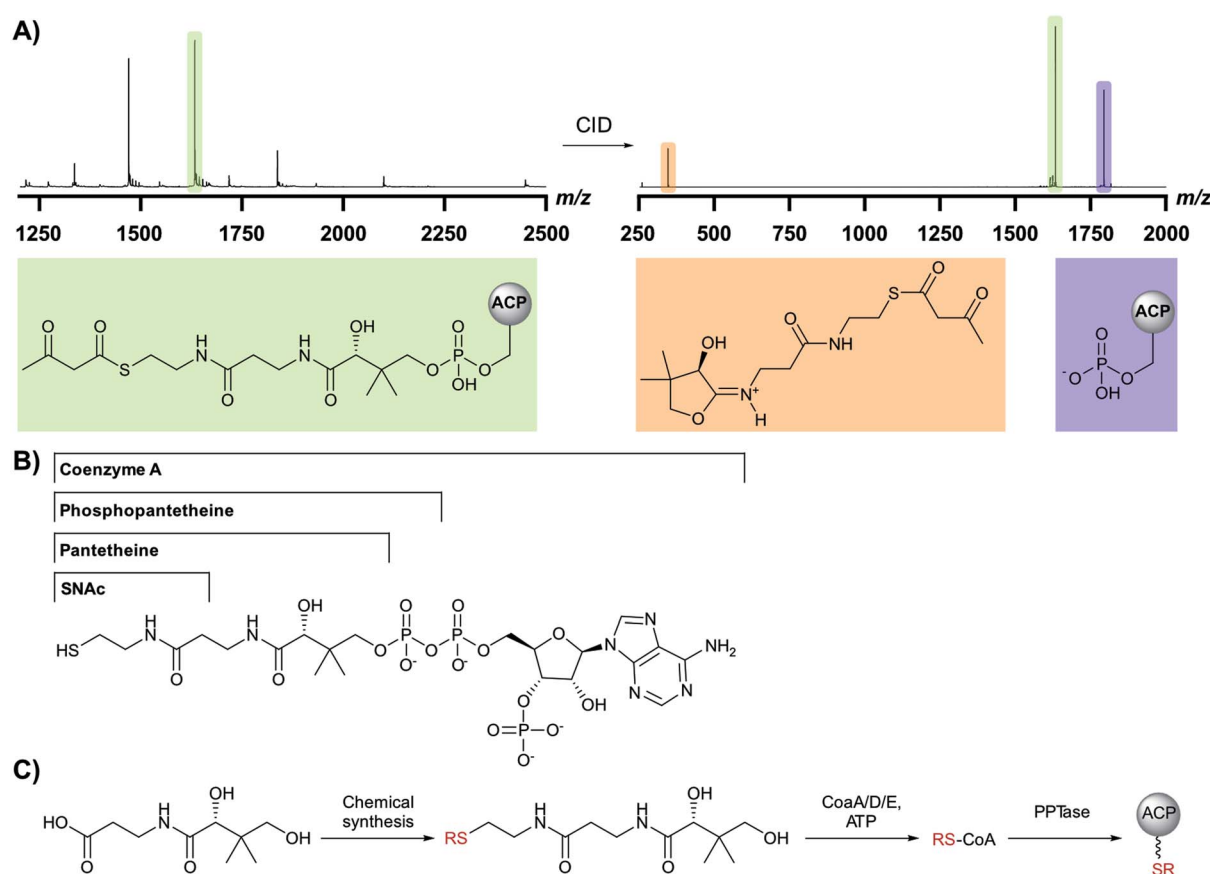 A)
CID
m/z
1250 1500 1750 2000 2250 2500
m/z
250 500 750 1000 1250 1500 1750 2000
O O S H N O H N O OH O P O OH O ACP
OH O N+ H O NH S O O
O -O P O OH ACP
B)
Coenzyme A
Phosphopantetheine
Pantetheine
SNAc
HS H N O H N O OH O P O O- O P O O- O O N N N N NH2
O OH
O=P-O-
O-
C)
HO O H N O OH OH
Chemical synthesis
RS H N O H N O OH OH
CoaA/D/E,
ATP
RS-CoA
PPTase
ACP
SR